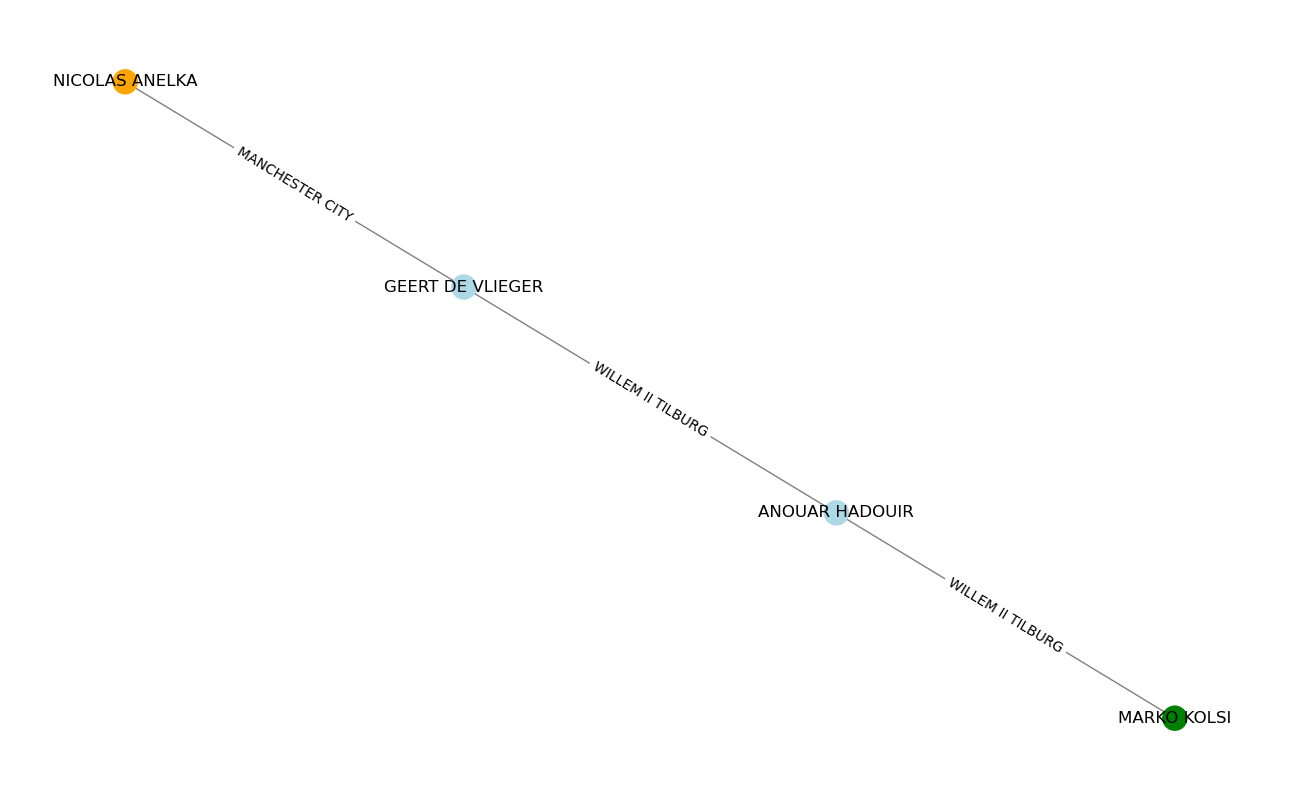 NICOLAS ANELKA
MANCHESTER CITY
GEERT DE VLIEGER
WILLEM II TILBURG
ANOUAR HADOUIR
WILLEM II TILBURG
MARKO KOLSI